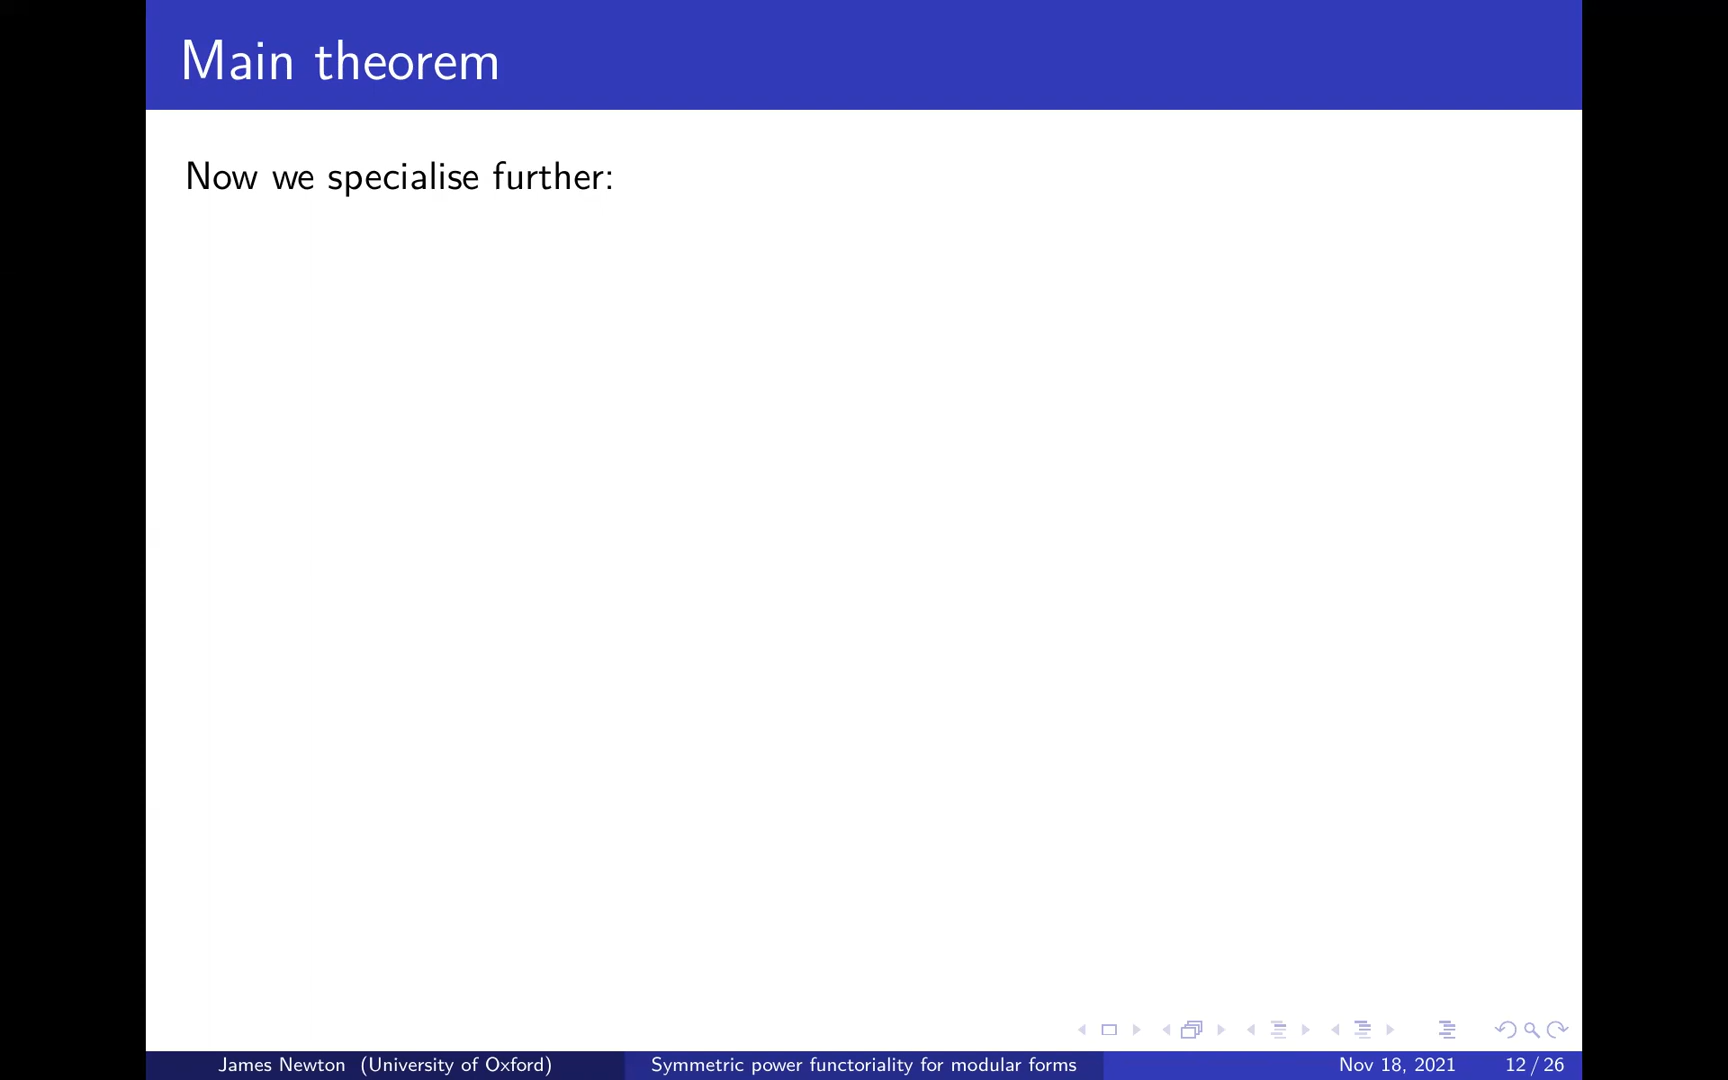 Main theorem
Now we specialise further:
James Newton (University of Oxford) Symmetric power functoriality for modular forms Nov 18, 2021 12 / 26